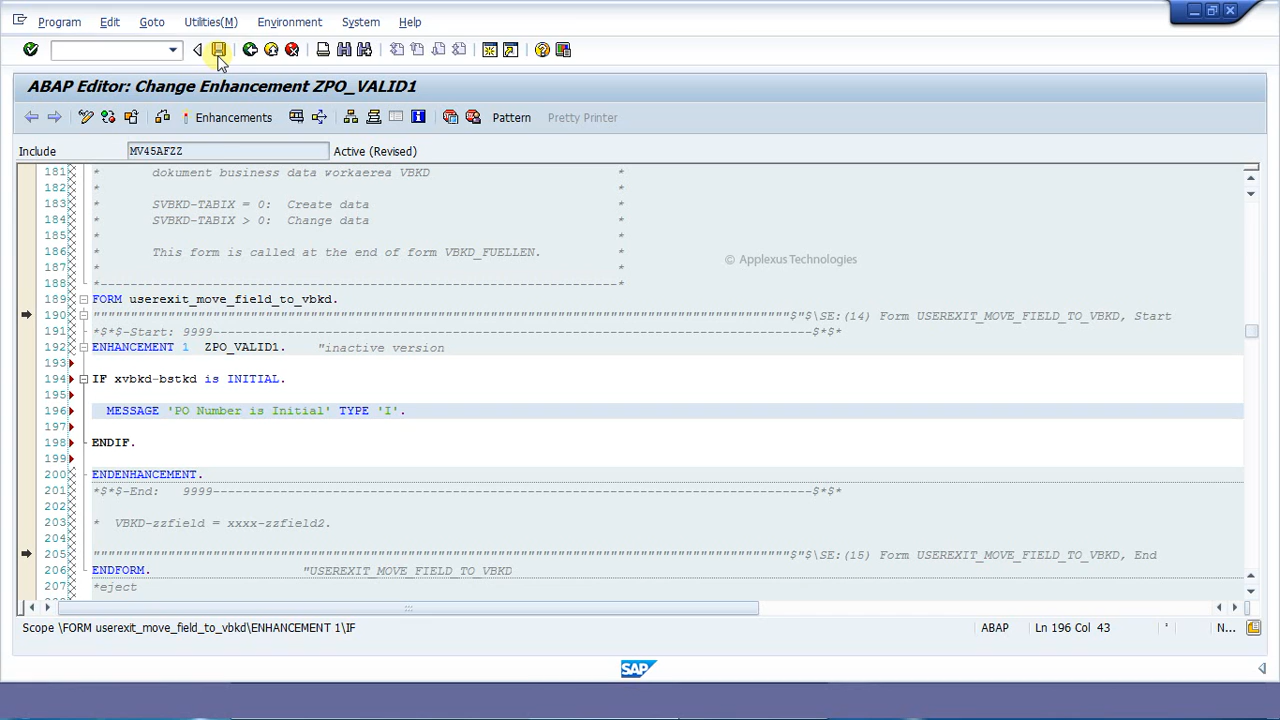 Program Edit Goto Utilities(M) Environment System Help
ABAP Editor: Change Enhancement ZPO_VALID1
Enhancements Pattern Pretty Printer
Include MV45AFZZ Active (Revised)
181 * dokument business data workaerea VBKD *
182 * *
183 * SVBKD-TABIX = 0: Create data *
184 * SVBKD-TABIX > 0: Change data *
185 * *
186 * This form is called at the end of form VBKD_FUELLEN. *
187 * *
© Applexus Technologies
188 *---------------------------------------------------------------------*
189 FORM userexit_move_field_to_vbkd.
190 """"""""""""""""""""""""""""""""""""""""""""""""""""""""""""""""""""""""""""""""""""""""""""$"$\SE:(14) Form USEREXIT_MOVE_FIELD_TO_VBKD, Start
191 *$*$-Start: 9999------------------------------------------------------------------------------$*$*
192 ENHANCEMENT 1 ZPO_VALID1. "inactive version
193
194 IF xvbkd-bstkd is INITIAL.
195
196 MESSAGE 'PO Number is Initial' TYPE 'I'.
197
198 ENDIF.
199
200 ENDENHANCEMENT.
201 *$*$-End: 9999------------------------------------------------------------------------------$*$*
202
203 * VBKD-zzfield = xxxx-zzfield2.
204
205 """"""""""""""""""""""""""""""""""""""""""""""""""""""""""""""""""""""""""""""""""""""""""""$"$\SE:(15) Form USEREXIT_MOVE_FIELD_TO_VBKD, End
206 ENDFORM. "USEREXIT_MOVE_FIELD_TO_VBKD
207 *eject
Scope \FORM userexit_move_field_to_vbkd\ENHANCEMENT 1\IF ABAP Ln 196 Col 43 N...
SAP